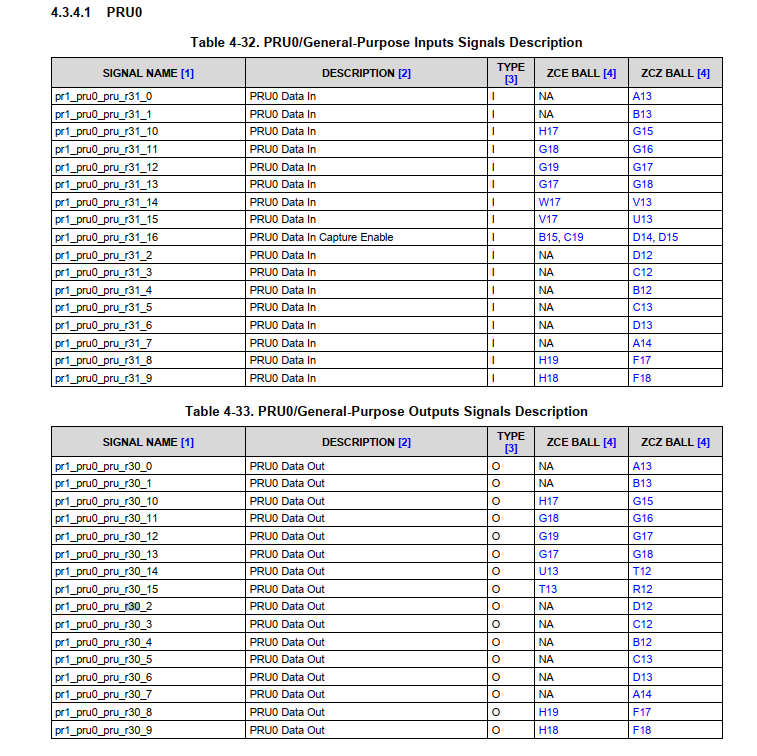 4.3.4.1 PRU0
Table 4-32. PRU0/General-Purpose Inputs Signals Description
SIGNAL NAME [1] DESCRIPTION [2] TYPE [3] ZCE BALL [4] ZCZ BALL [4]
pr1_pru0_pru_r31_0 PRU0 Data In I NA A13
pr1_pru0_pru_r31_1 PRU0 Data In I NA B13
pr1_pru0_pru_r31_10 PRU0 Data In I H17 G15
pr1_pru0_pru_r31_11 PRU0 Data In I G18 G16
pr1_pru0_pru_r31_12 PRU0 Data In I G19 G17
pr1_pru0_pru_r31_13 PRU0 Data In I G17 G18
pr1_pru0_pru_r31_14 PRU0 Data In I W17 V13
pr1_pru0_pru_r31_15 PRU0 Data In I V17 U13
pr1_pru0_pru_r31_16 PRU0 Data In Capture Enable I B15, C19 D14, D15
pr1_pru0_pru_r31_2 PRU0 Data In I NA D12
pr1_pru0_pru_r31_3 PRU0 Data In I NA C12
pr1_pru0_pru_r31_4 PRU0 Data In I NA B12
pr1_pru0_pru_r31_5 PRU0 Data In I NA C13
pr1_pru0_pru_r31_6 PRU0 Data In I NA D13
pr1_pru0_pru_r31_7 PRU0 Data In I NA A14
pr1_pru0_pru_r31_8 PRU0 Data In I H19 F17
pr1_pru0_pru_r31_9 PRU0 Data In I H18 F18
Table 4-33. PRU0/General-Purpose Outputs Signals Description
SIGNAL NAME [1] DESCRIPTION [2] TYPE [3] ZCE BALL [4] ZCZ BALL [4]
pr1_pru0_pru_r30_0 PRU0 Data Out O NA A13
pr1_pru0_pru_r30_1 PRU0 Data Out O NA B13
pr1_pru0_pru_r30_10 PRU0 Data Out O H17 G15
pr1_pru0_pru_r30_11 PRU0 Data Out O G18 G16
pr1_pru0_pru_r30_12 PRU0 Data Out O G19 G17
pr1_pru0_pru_r30_13 PRU0 Data Out O G17 G18
pr1_pru0_pru_r30_14 PRU0 Data Out O U13 T12
pr1_pru0_pru_r30_15 PRU0 Data Out O T13 R12
pr1_pru0_pru_r30_2 PRU0 Data Out O NA D12
pr1_pru0_pru_r30_3 PRU0 Data Out O NA C12
pr1_pru0_pru_r30_4 PRU0 Data Out O NA B12
pr1_pru0_pru_r30_5 PRU0 Data Out O NA C13
pr1_pru0_pru_r30_6 PRU0 Data Out O NA D13
pr1_pru0_pru_r30_7 PRU0 Data Out O NA A14
pr1_pru0_pru_r30_8 PRU0 Data Out O H19 F17
pr1_pru0_pru_r30_9 PRU0 Data Out O H18 F18